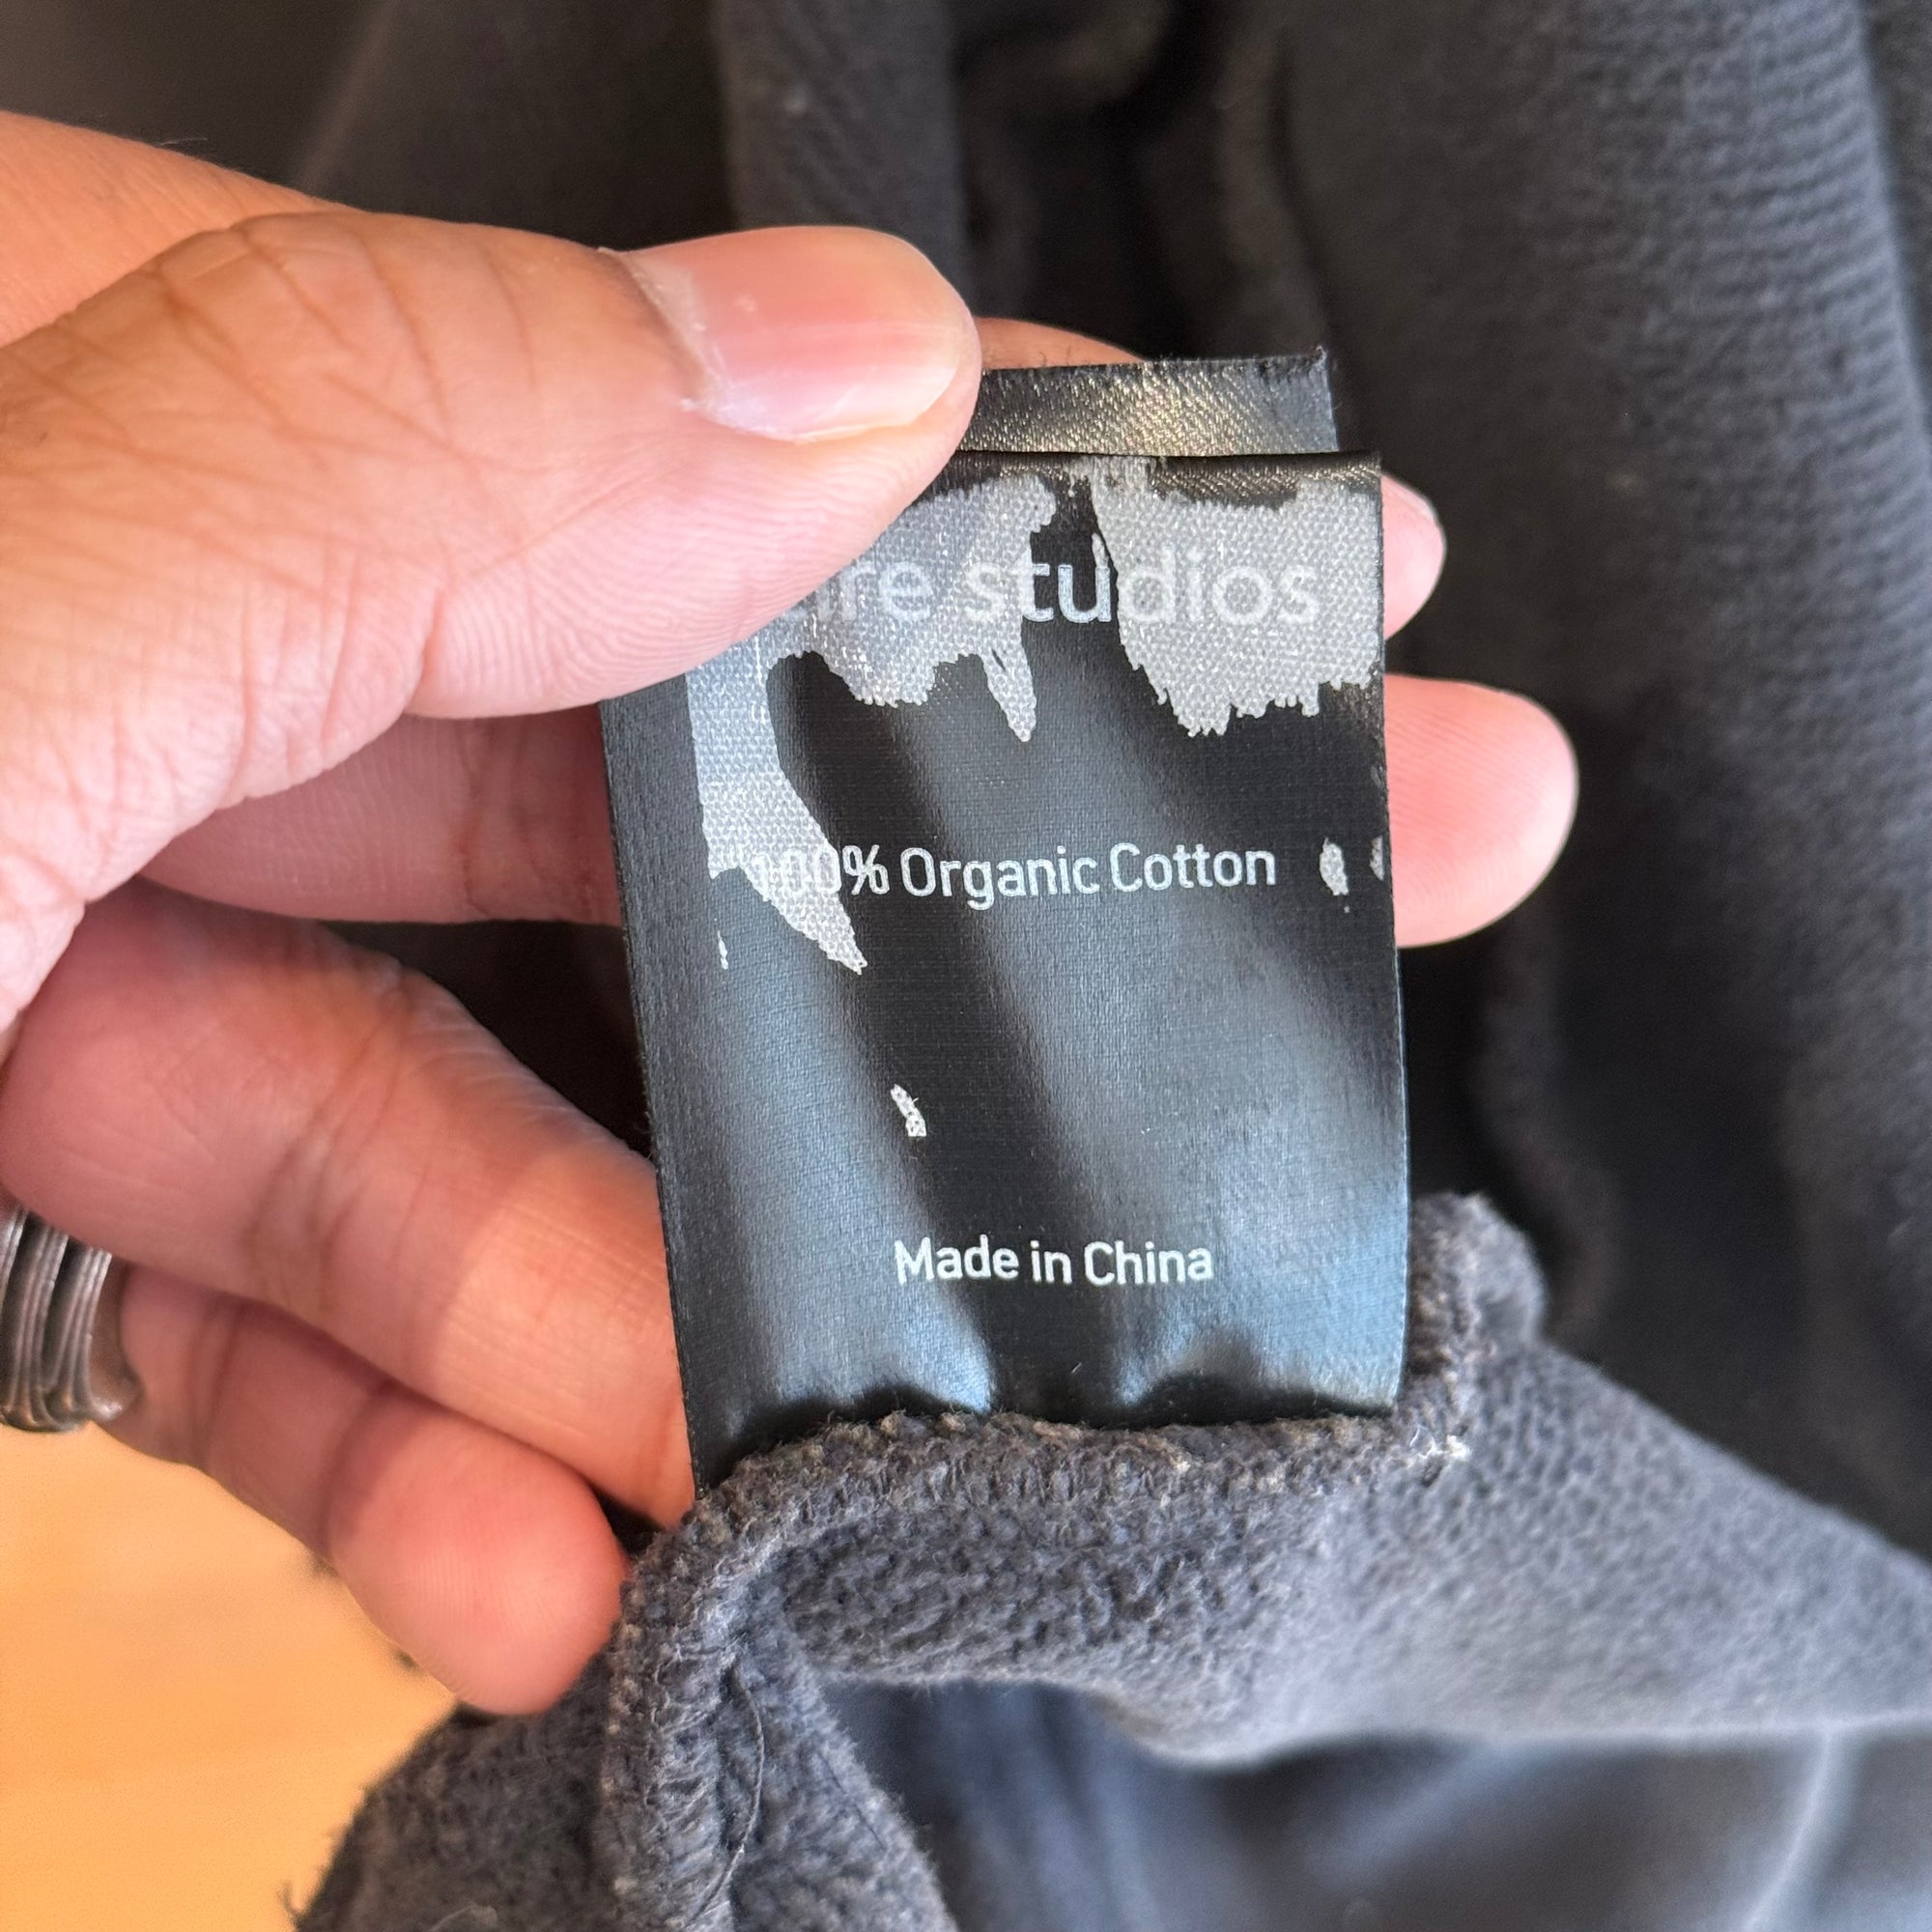 studios
100% Organic Cotton
Made in China